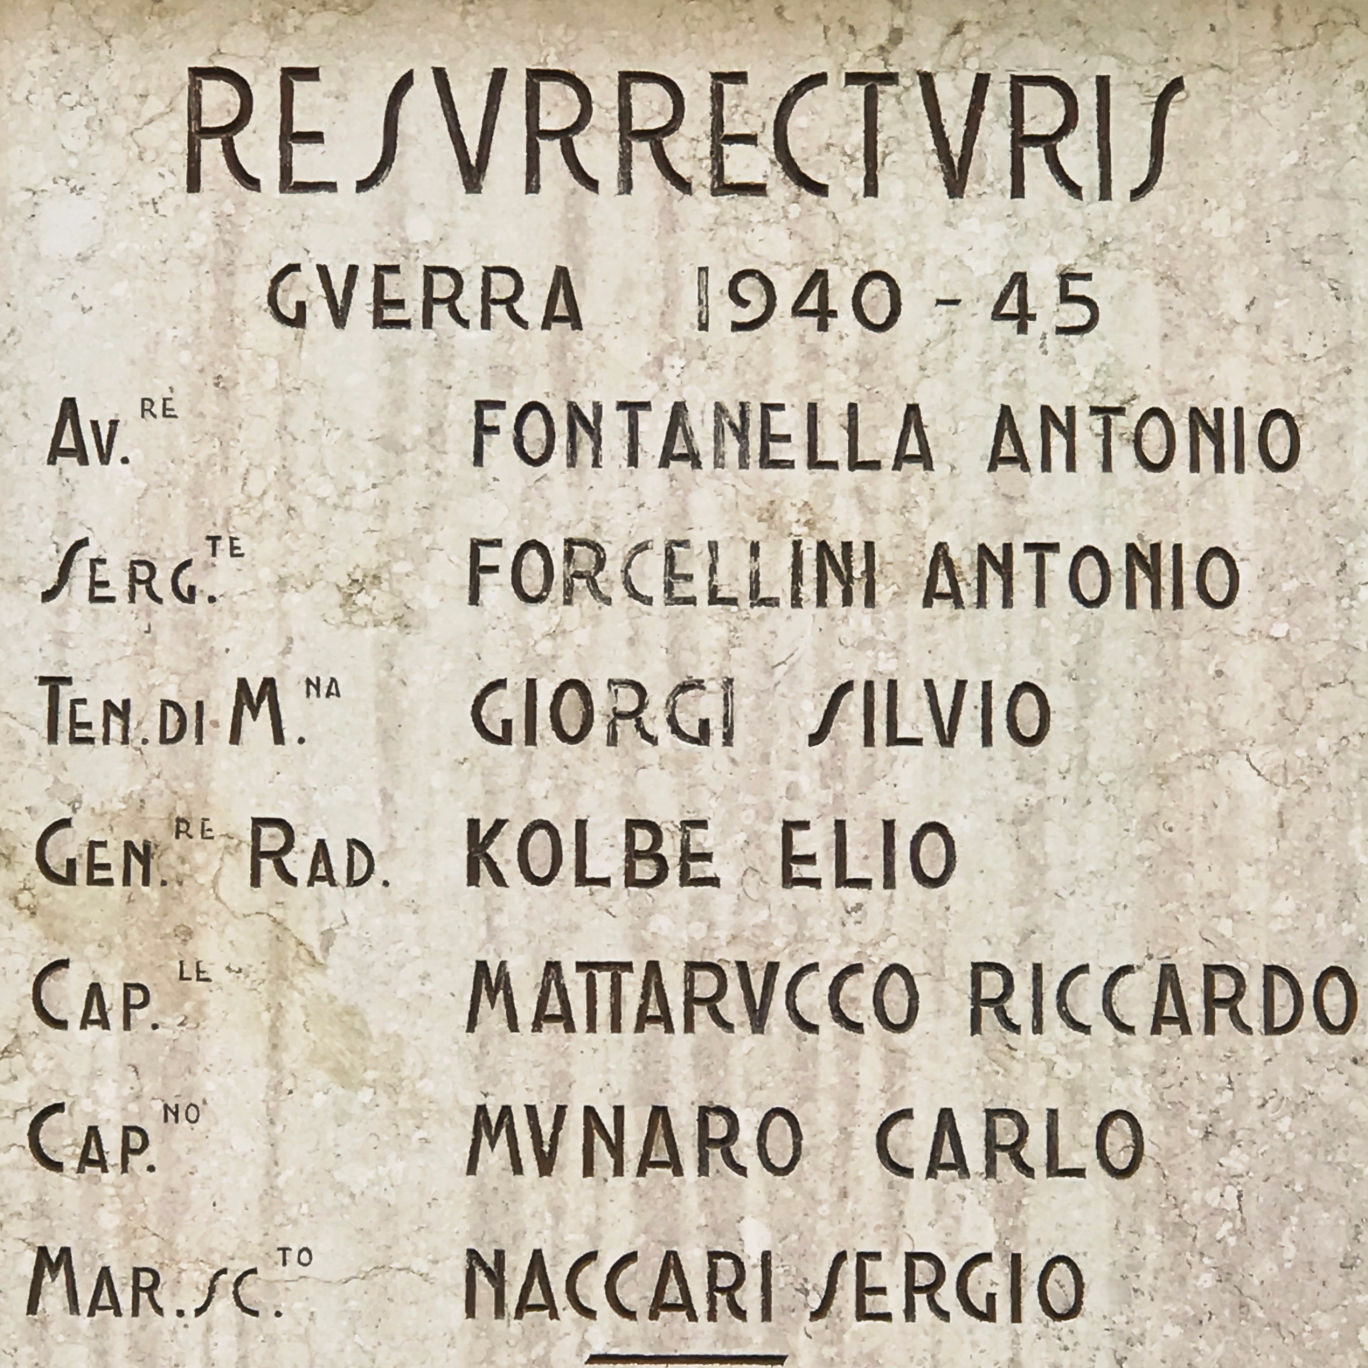 RESVRRECTVRIS
GVERRA 1940-45
AV.RE FONTANELLA ANTONIO
SERG.TE FORCELLINI ANTONIO
TEN.DI M.NA GIORGI SILVIO
GEN.RE RAD. KOLBE ELIO
CAP.LE MATTARVCCO RICCARDO
CAP.NO MVNARO CARLO
MAR.SC.TO NACCARI SERGIO